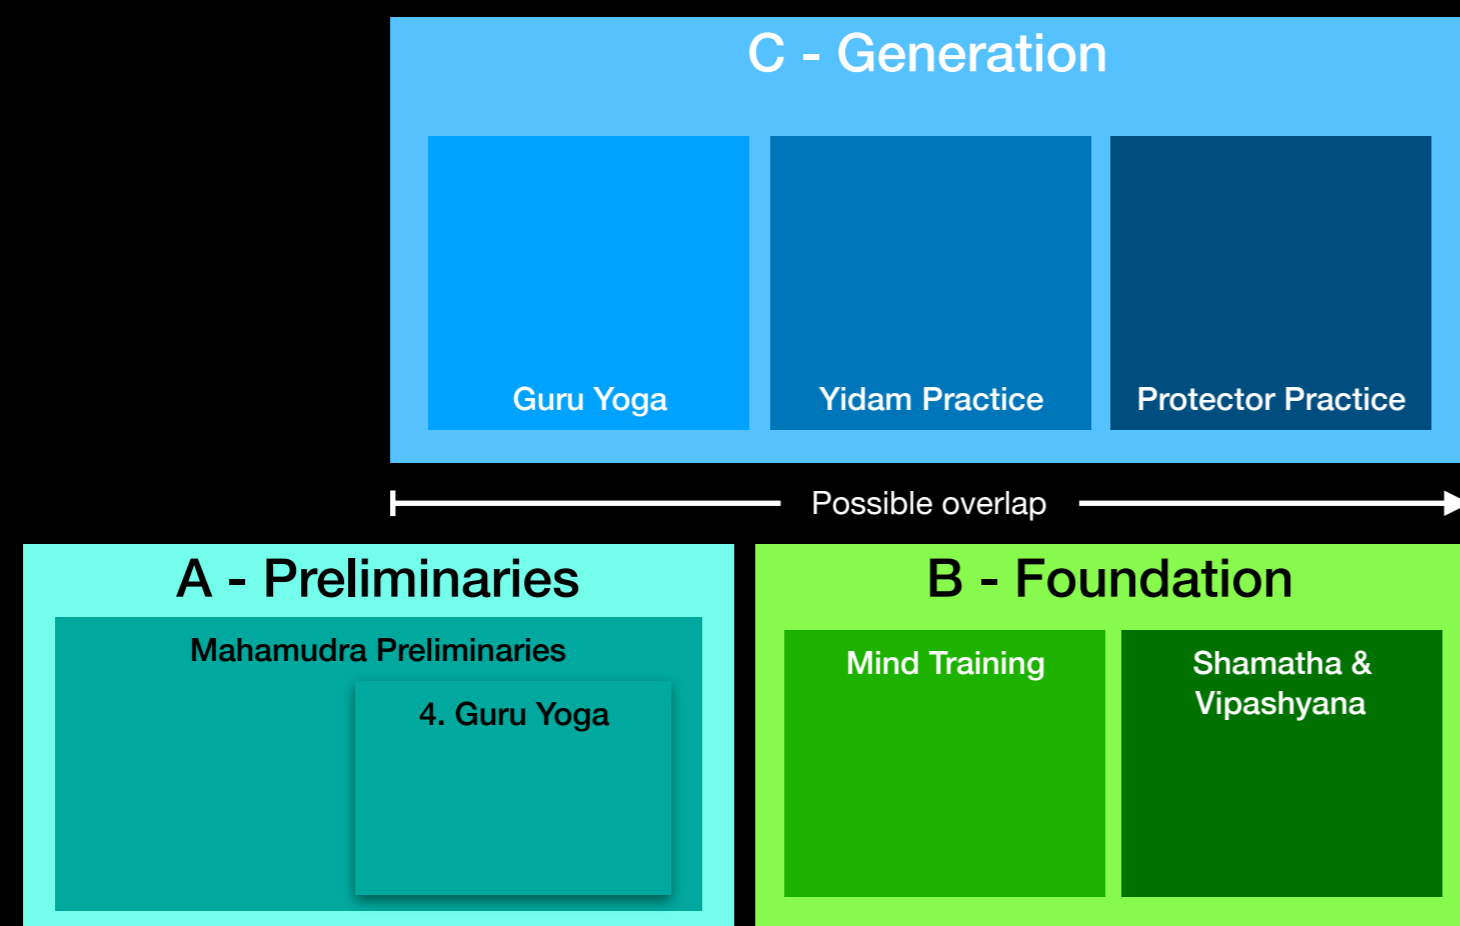 C - Generation
Guru Yoga
Yidam Practice
Protector Practice
Possible overlap
A - Preliminaries
Mahamudra Preliminaries
4. Guru Yoga
B - Foundation
Mind Training
Shamatha &
Vipashyana